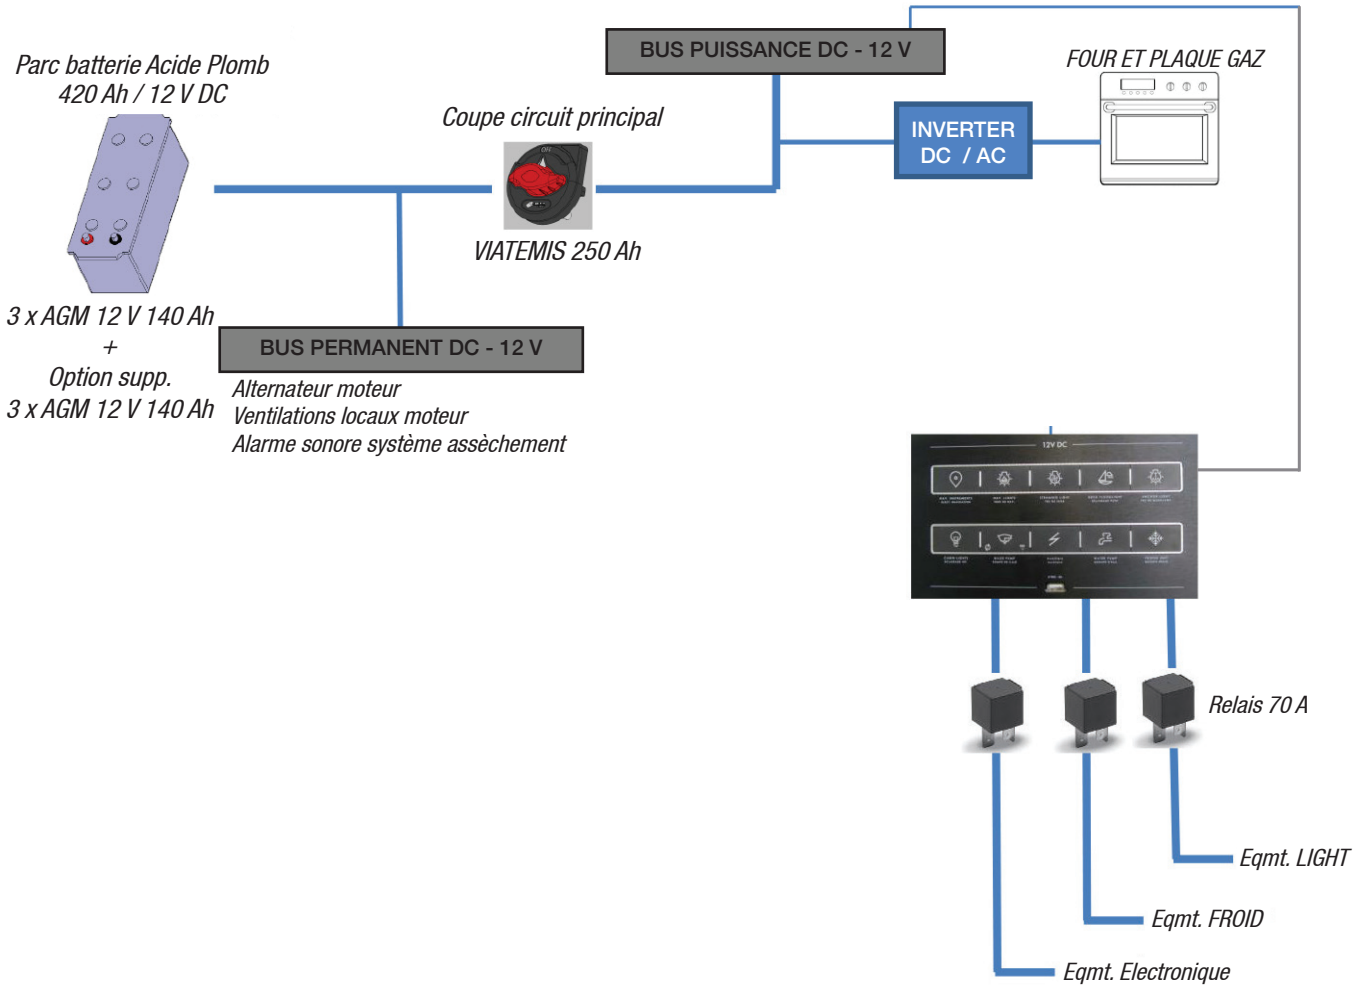 BUS PUISSANCE DC - 12 V
Parc batterie Acide Plomb
420 Ah / 12 V DC
FOUR ET PLAQUE GAZ
Coupe circuit principal
OFF
INVERTER
DC / AC
VIATEMIS 250 Ah
3 x AGM 12 V 140 Ah
+
Option supp.
3 x AGM 12 V 140 Ah
BUS PERMANENT DC - 12 V
Alternateur moteur
Ventilations locaux moteur
Alarme sonore système assèchement
12V DC
Relais 70 A
Eqmt. LIGHT
Eqmt. FROID
Eqmt. Electronique